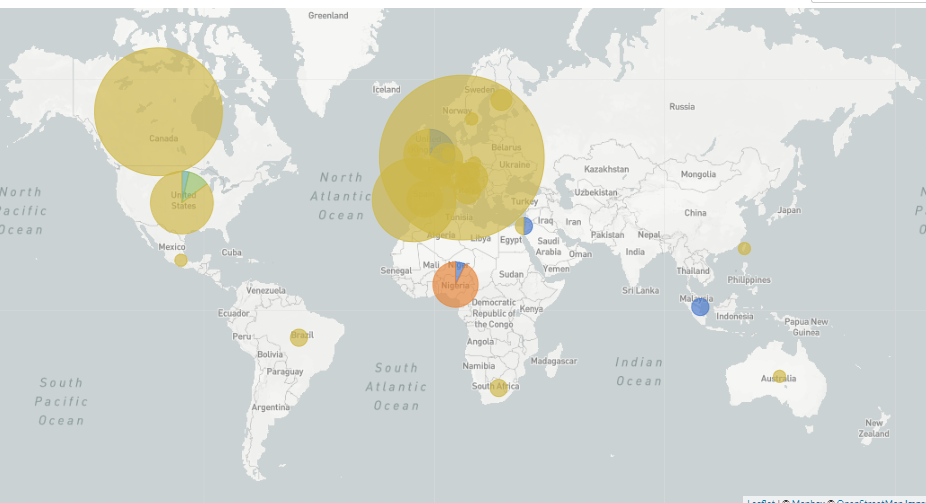 Greenland
Iceland
Sweden
Norway
Russia
Canada
Belarus
Ukraine
Kazakhstan
Mongolia
North
Pacific
Ocean
United
States
North
Atlantic
Ocean
Uzbekistan
Turkey
China
Japan
Tunisia
Iraq
Iran
Algeria
Libya
Egypt
Saudi
Arabia
Pakistan
Nepal
Oman
India
Mexico
Cuba
Senegal
Mali
Niger
Sudan
Yemen
Thailand
Philippines
Nigeria
Venezuela
Sri Lanka
Malaysia
Ecuador
Democratic
Republic of
the Congo
Kenya
Indonesia
Papua New
Guinea
Peru
Brazil
Angola
Bolivia
Namibia
Madagascar
Indian
Ocean
Paraguay
South
Atlantic
Ocean
South Africa
Australia
South
Pacific
Ocean
Argentina
New
Zealand
Leaflet | © Mapbox © OpenStreetMap